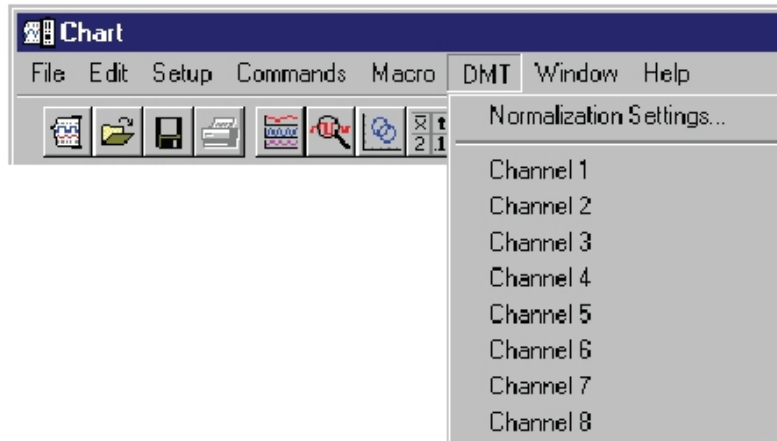 Chart
File Edit Setup Commands Macro DMT Window Help
Normalization Settings...
Channel 1
Channel 2
Channel 3
Channel 4
Channel 5
Channel 6
Channel 7
Channel 8